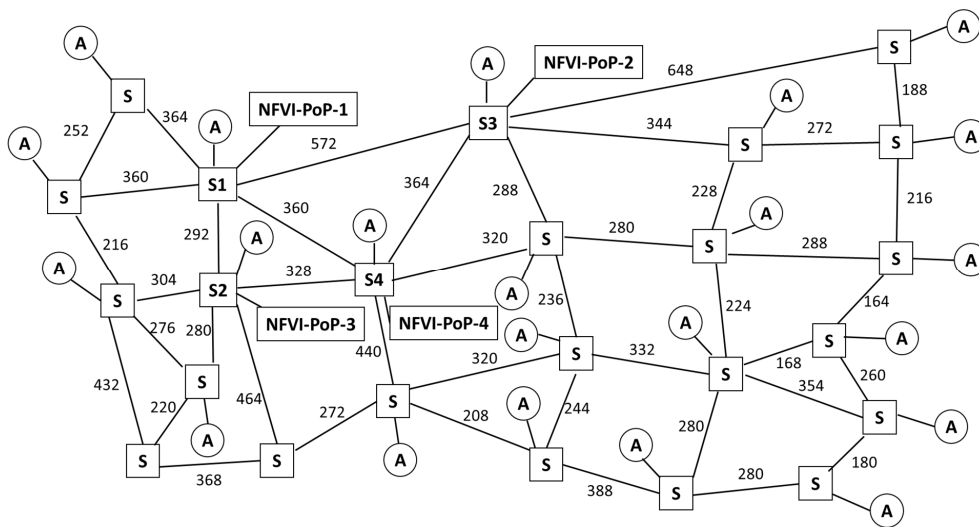 A
S
A
648
NFVI-PoP-2
A
S
188
364
A
NFVI-PoP-1
S3
A
252
572
344
S
272
S
A
A
S
360
S1
364
288
228
216
216
292
360
A
320
S
280
S
A
288
S
A
A
S
304
S2
A
328
S4
A
236
224
164
276
280
NFVI-PoP-3
NFVI-PoP-4
A
A
S
A
432
S
440
320
S
332
S
168
354
260
220
464
S
A
244
280
S
A
A
272
208
A
A
180
S
368
S
A
S
388
S
280
S
A